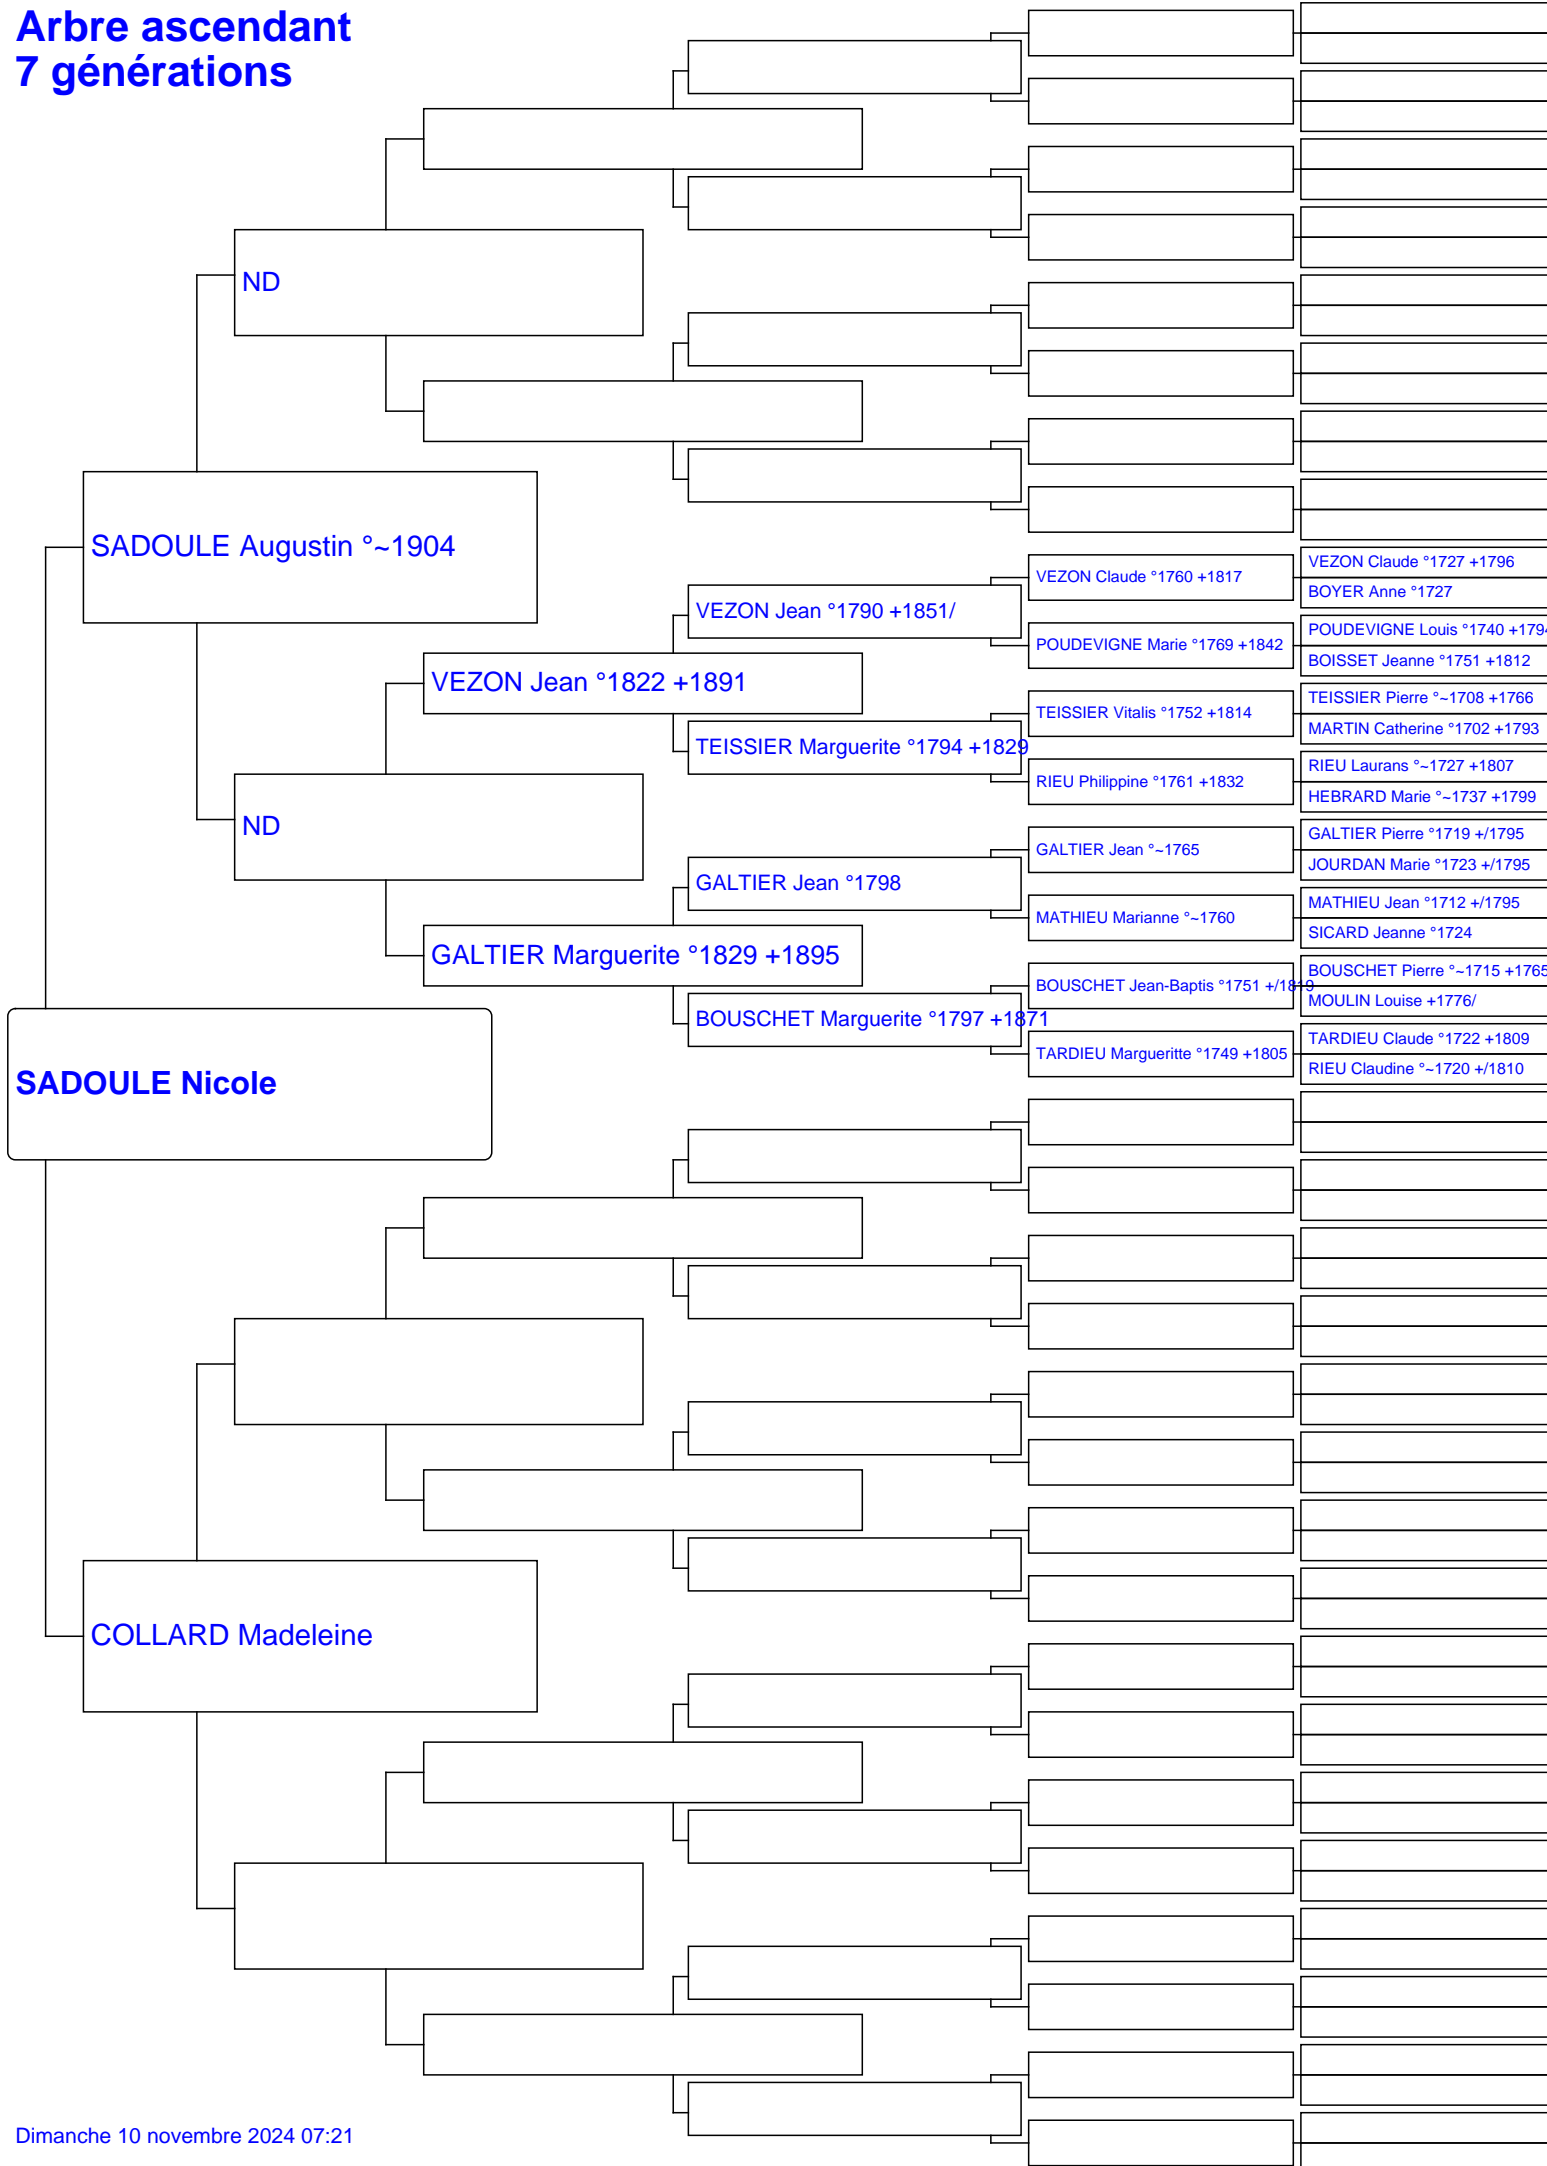 Arbre ascendant
7 générations
ND
SADOULE Augustin °~1904
VEZON Claude °1760 +1817
VEZON Claude °1727 +1796
BOYER Anne °1727
VEZON Jean °1790 +1851/
POUDEVIGNE Marie °1769 +1842
POUDEVIGNE Louis °1740 +1794
BOISSET Jeanne °1751 +1812
VEZON Jean °1822 +1891
TEISSIER Vitalis °1752 +1814
TEISSIER Pierre °~1708 +1766
MARTIN Catherine °1702 +1793
TEISSIER Marguerite °1794 +1829
RIEU Philippine °1761 +1832
RIEU Laurans °~1727 +1807
HEBRARD Marie °~1737 +1799
ND
GALTIER Jean °~1765
GALTIER Pierre °1719 +/1795
JOURDAN Marie °1723 +/1795
GALTIER Jean °1798
MATHIEU Marianne °~1760
MATHIEU Jean °1712 +/1795
SICARD Jeanne °1724
GALTIER Marguerite °1829 +1895
BOUSCHET Jean-Baptis °1751 +/1819
BOUSCHET Pierre °~1715 +1765
MOULIN Louise +1776/
BOUSCHET Marguerite °1797 +1871
TARDIEU Margueritte °1749 +1805
TARDIEU Claude °1722 +1809
RIEU Claudine °~1720 +/1810
SADOULE Nicole
COLLARD Madeleine
Dimanche 10 novembre 2024 07:21